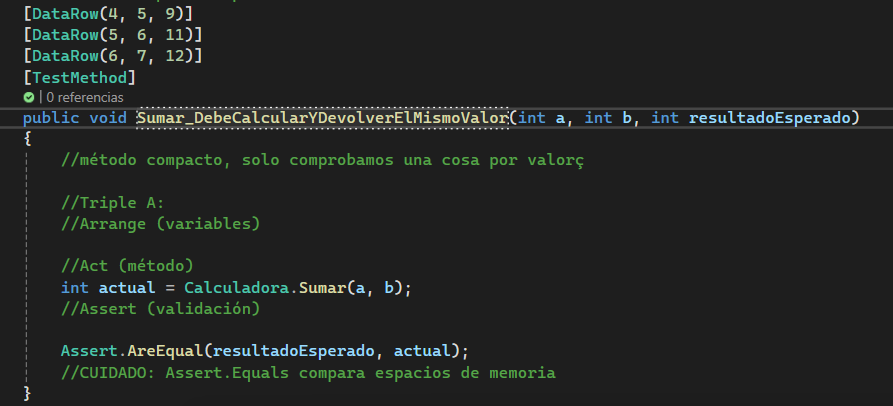 [DataRow(4, 5, 9)]
[DataRow(5, 6, 11)]
[DataRow(6, 7, 12)]
[TestMethod]
| 0 referencias
public void Sumar_DebeCalcularYDevolverElMismoValor(int a, int b, int resultadoEsperado)
{
//método compacto, solo comprobamos una cosa por valorç
//Triple A:
//Arrange (variables)
//Act (método)
int actual = Calculadora.Sumar(a, b);
//Assert (validación)
Assert.AreEqual(resultadoEsperado, actual);
//CUIDADO: Assert.Equals compara espacios de memoria
}